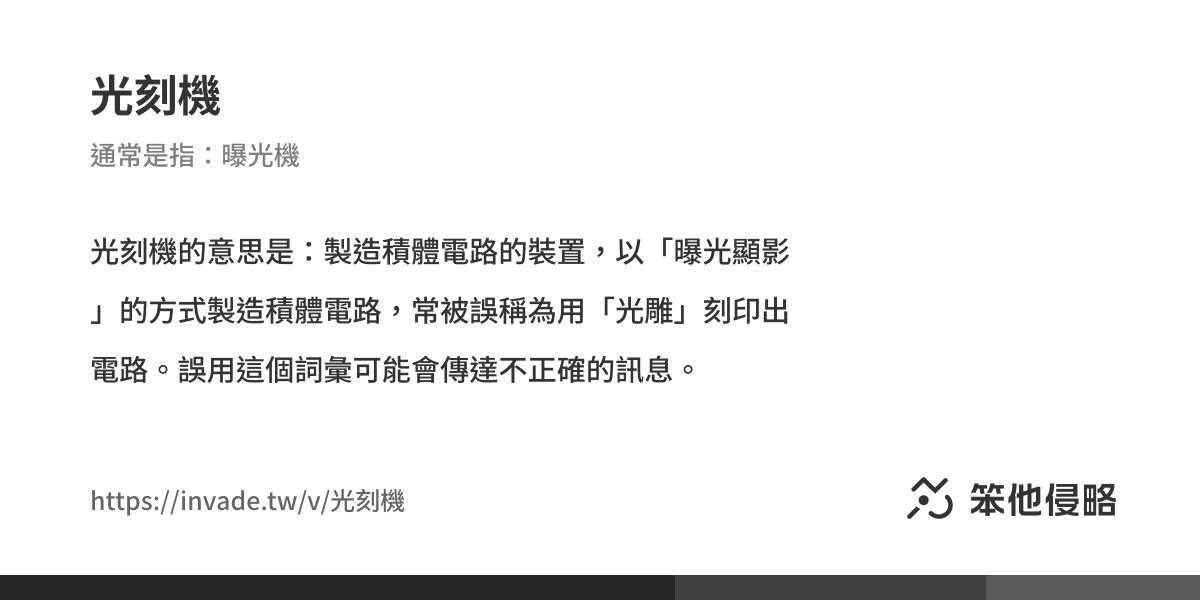 光刻機
通常是指：曝光機
光刻機的意思是：製造積體電路的裝置，以「曝光顯影
」的方式製造積體電路，常被誤稱為用「光雕」刻印出
電路。誤用這個詞彙可能會傳達不正確的訊息。
https://invade.tw/v/光刻機
笨他侵略